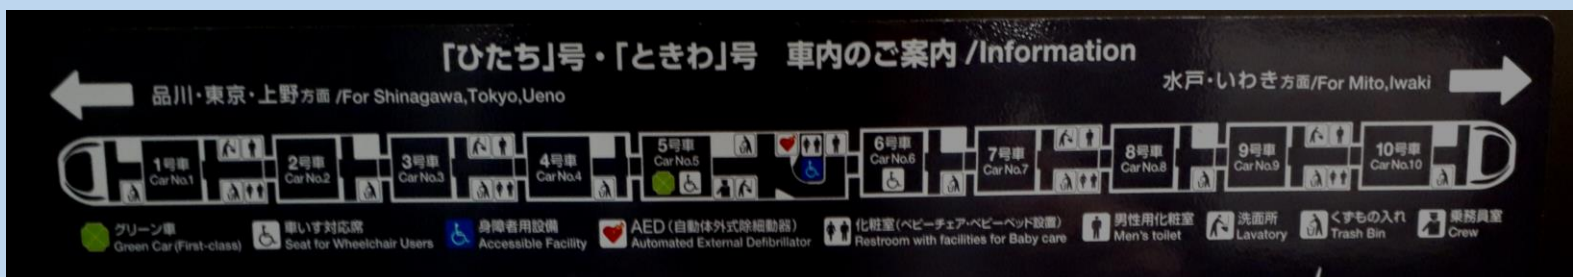 「ひたち」号・「ときわ」号　車内のご案内 /Information
品川・東京・上野方面 /For Shinagawa,Tokyo,Ueno
水戸・いわき方面/For Mito,Iwaki
1号車
Car No.1
2号車
Car No.2
3号車
Car No.3
4号車
Car No.4
5号車
Car No.5
6号車
Car No.6
7号車
Car No.7
8号車
Car No.8
9号車
Car No.9
10号車
Car No.10
グリーン車
Green Car (First-class)
車いす対応席
Seat for Wheelchair Users
身障者用設備
Accessible Facility
AED（自動体外式除細動器）
Automated External Defibrillator
化粧室（ベビーチェア・ベビーベッド設置）
Restroom with facilities for Baby care
男性用化粧室
Men's toilet
洗面所
Lavatory
くずもの入れ
Trash Bin
乗務員室
Crew